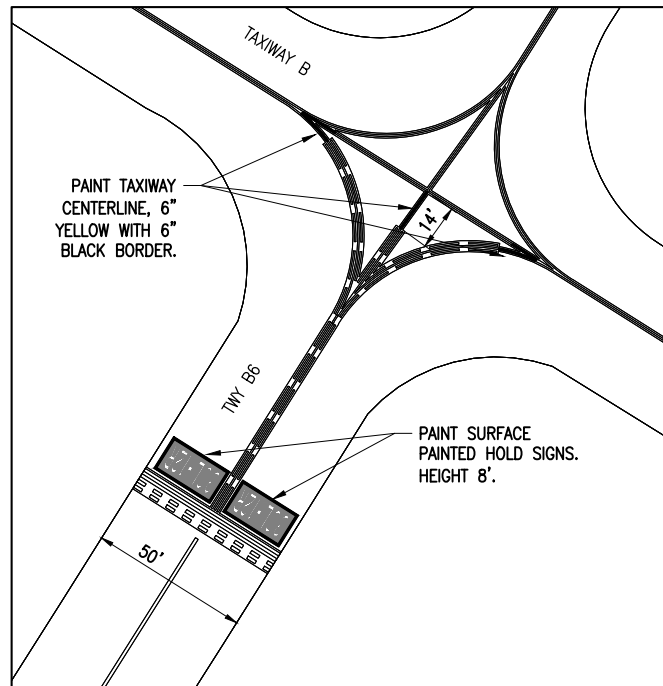 TAXIWAY B
PAINT TAXIWAY
CENTERLINE, 6"
YELLOW WITH 6"
BLACK BORDER.
14'
TWY B6
PAINT SURFACE
PAINTED HOLD SIGNS.
HEIGHT 8'.
50'